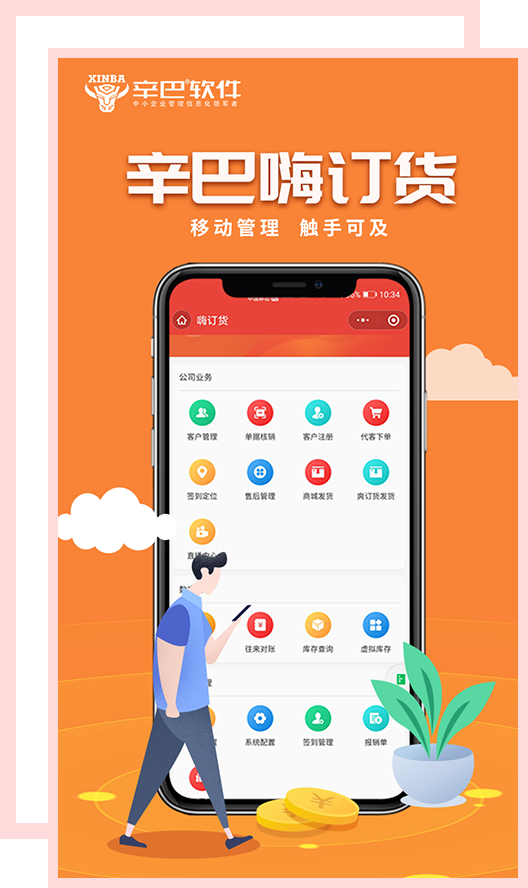 XINBA
辛巴®软件
中小企业管理信息化领军者
辛巴嗨订货
移动管理 触手可及
10:34
嗨订货
公司业务
客户管理 单据核销 客户注册 代客下单
签到定位 售后管理 商城发货 爽订货发货
往来对账 库存查询 虚拟库存
系统配置 签到管理 报销单